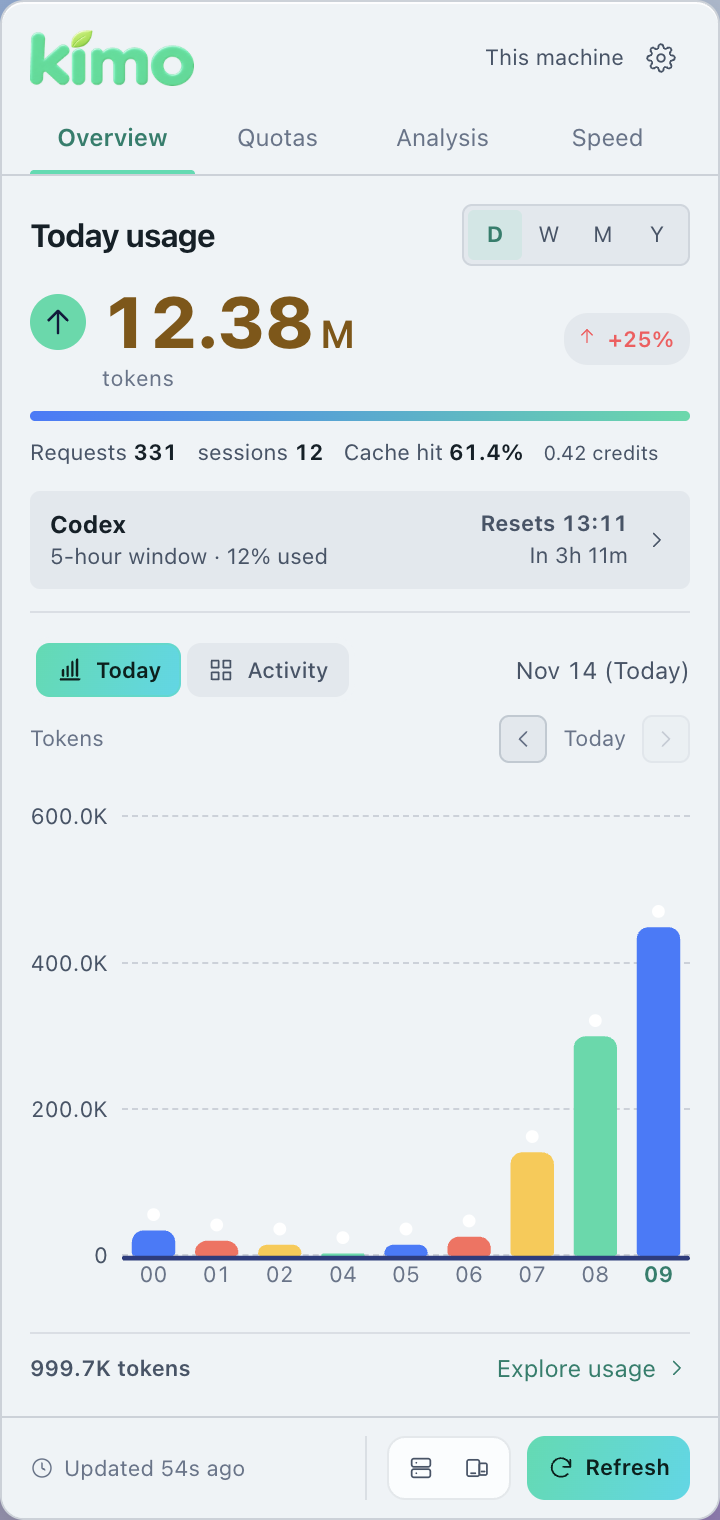 kimo
This machine
Overview Quotas Analysis Speed
Today usage
D W M Y
12.38 M
+25%
tokens
Requests 331 sessions 12 Cache hit 61.4% 0.42 credits
Codex
Resets 13:11
5-hour window · 12% used
In 3h 11m
Today Activity
Nov 14 (Today)
Tokens
Today
600.0K
400.0K
200.0K
0
00 01 02 04 05 06 07 08 09
999.7K tokens
Explore usage
Updated 54s ago
Refresh